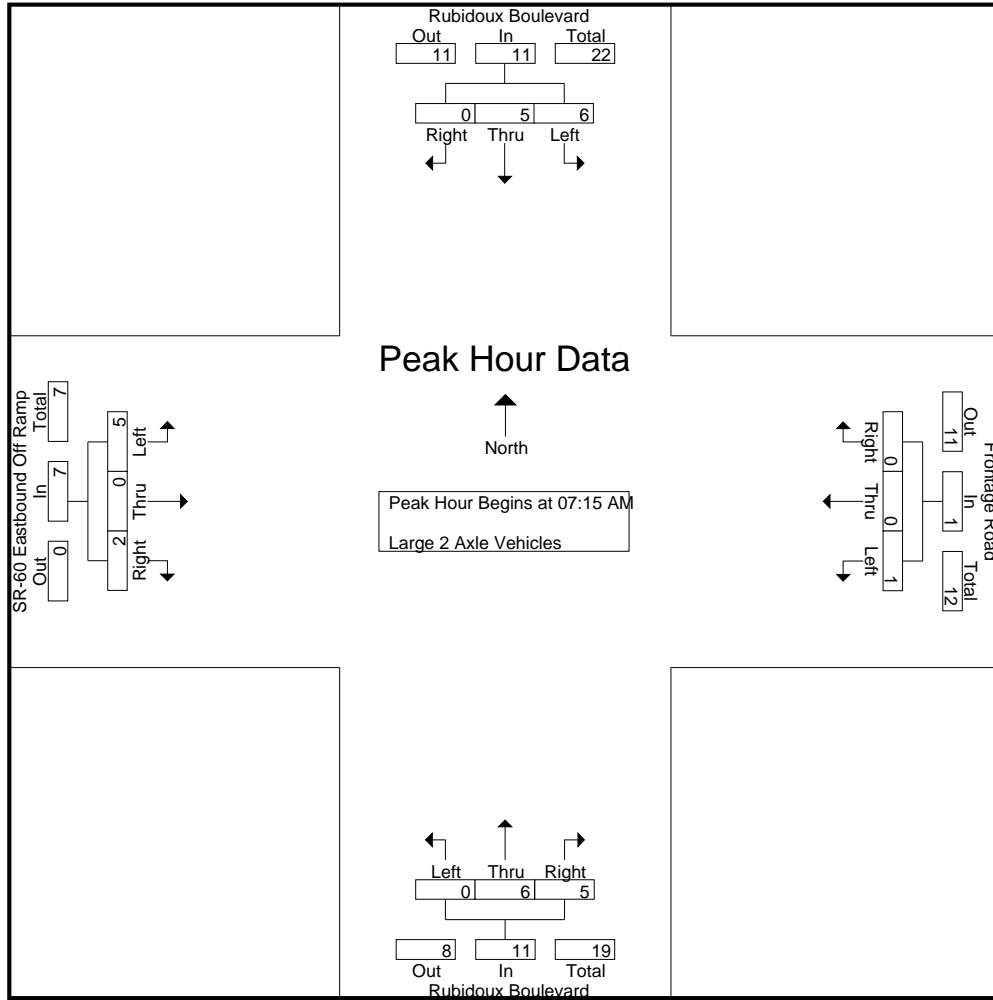 Rubidoux Boulevard
Out In Total
11 11 22
0 5 6
Right Thru Left
Peak Hour Data
North
Peak Hour Begins at 07:15 AM
Large 2 Axle Vehicles
SR-60 Eastbound Off Ramp
Total In Out
7 7 0
5 0 2
Left Thru Right
Frontage Road
Out In Total
11 1 12
0 0 1
Right Thru Left
Left Thru Right
0 6 5
8 11 19
Out In Total
Rubidoux Boulevard